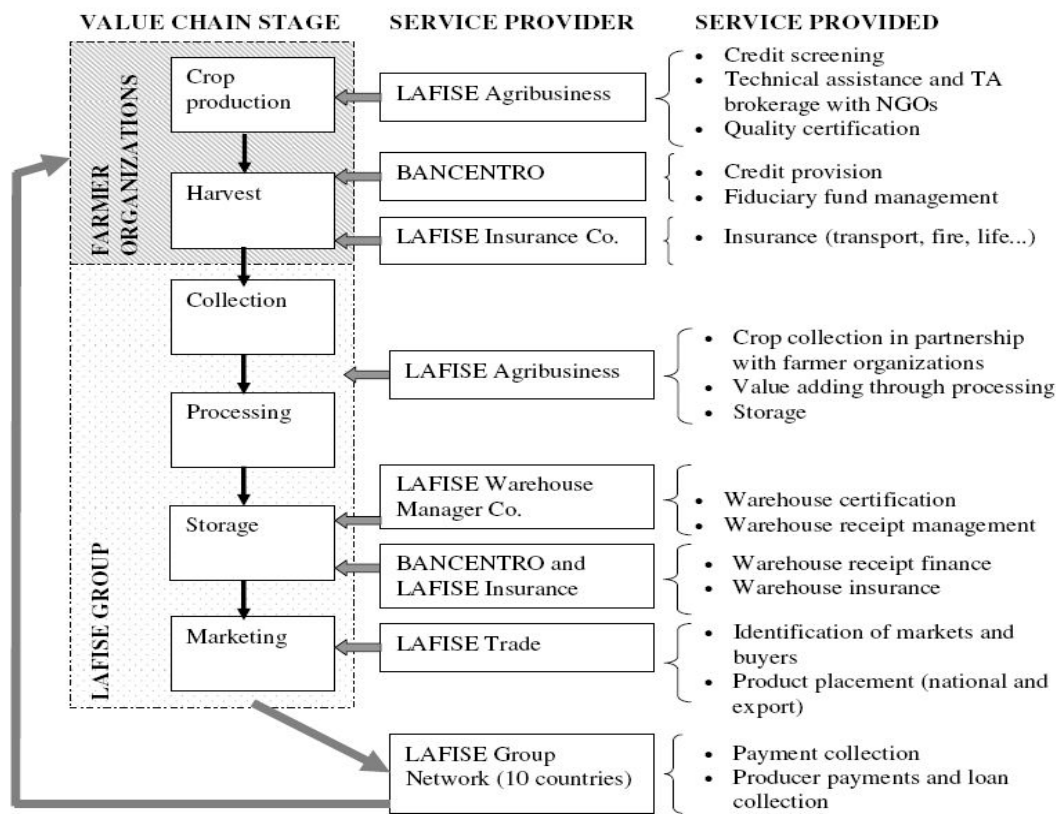 VALUE CHAIN STAGE
SERVICE PROVIDER
SERVICE PROVIDED
FARMER
ORGANIZATIONS
Crop
production
LAFISE Agribusiness
• Credit screening
• Technical assistance and TA
brokerage with NGOs
• Quality certification
Harvest
BANCENTRO
• Credit provision
• Fiduciary fund management
LAFISE Insurance Co.
• Insurance (transport, fire, life...)
LAFISE GROUP
Collection
Processing
LAFISE Agribusiness
• Crop collection in partnership
with farmer organizations
• Value adding through processing
• Storage
Storage
LAFISE Warehouse
Manager Co.
• Warehouse certification
• Warehouse receipt management
BANCENTRO and
LAFISE Insurance
• Warehouse receipt finance
• Warehouse insurance
Marketing
LAFISE Trade
• Identification of markets and
buyers
• Product placement (national and
export)
LAFISE Group
Network (10 countries)
• Payment collection
• Producer payments and loan
collection